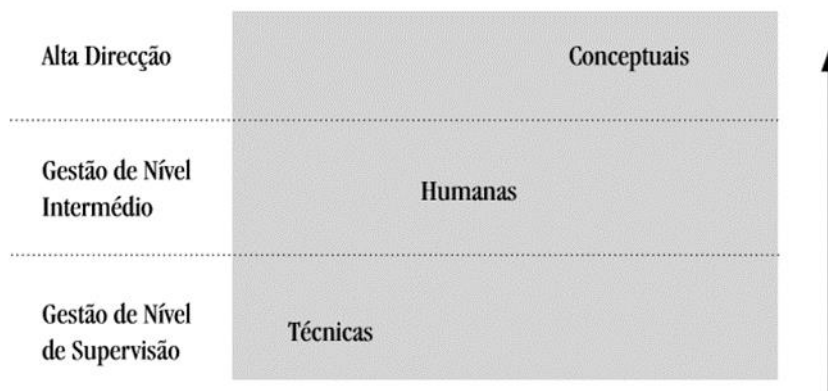 Alta Direcção
Conceptuais
Gestão de Nível
Intermédio
Humanas
Gestão de Nível
de Supervisão
Técnicas